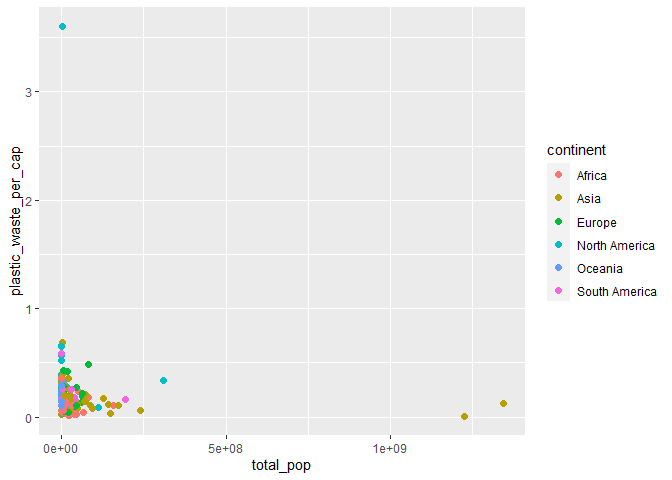 plastic_waste_per_cap
3
2
1
0
0e+00
5e+08
1e+09
total_pop
continent
Africa
Asia
Europe
North America
Oceania
South America